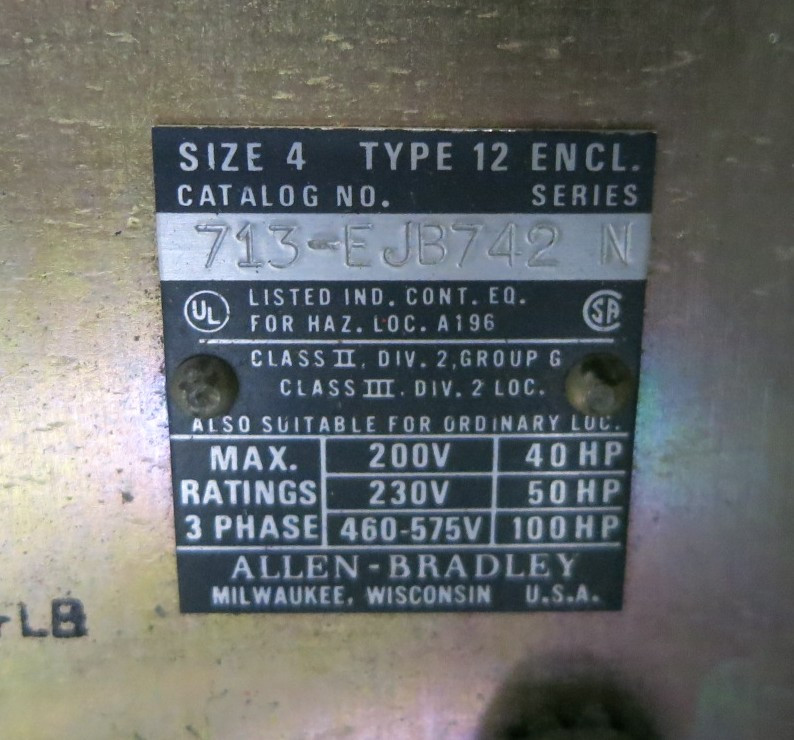 SIZE 4 TYPE 12 ENCL.
CATALOG NO. SERIES
713-EJB742 N
UL LISTED IND. CONT. EQ. SA
FOR HAZ. LOC. A196
CLASS II, DIV. 2, GROUP G
CLASS III, DIV. 2 LOC.
ALSO SUITABLE FOR ORDINARY LOC.
MAX. 200V 40 HP
RATINGS 230V 50 HP
3 PHASE 460-575V 100 HP
ALLEN-BRADLEY
MILWAUKEE, WISCONSIN U.S.A.
LB